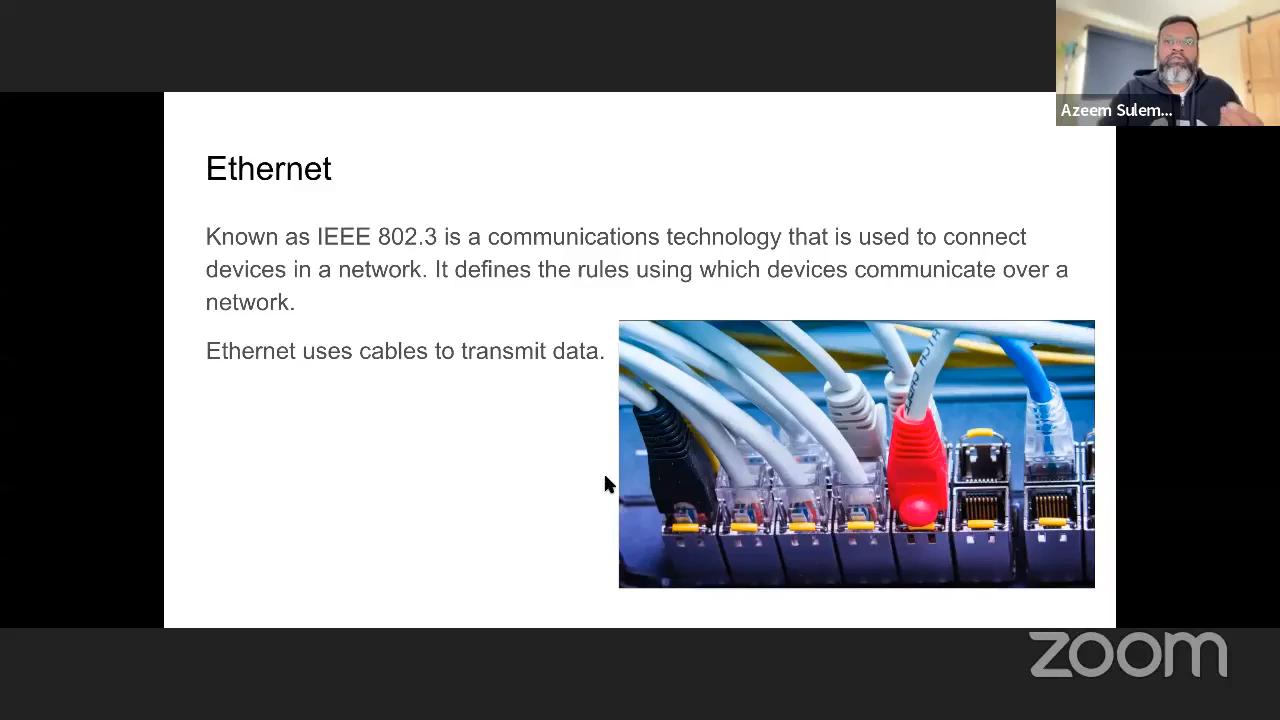 Azeem Sulem...
Ethernet
Known as IEEE 802.3 is a communications technology that is used to connect
devices in a network. It defines the rules using which devices communicate over a
network.
Ethernet uses cables to transmit data.
zoom